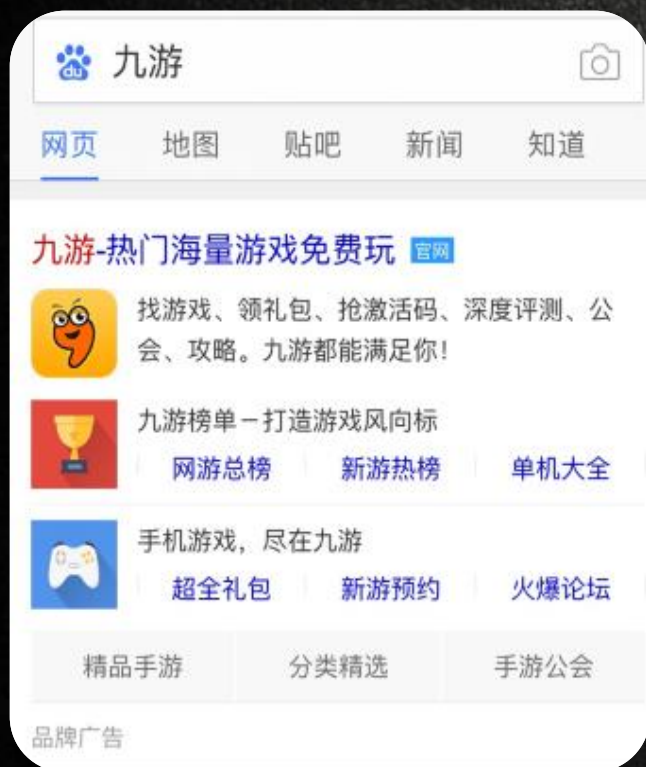 du 九游
网页 地图 贴吧 新闻 知道
九游-热门海量游戏免费玩 官网
找游戏、领礼包、抢激活码、深度评测、公
会、攻略。九游都能满足你！
九游榜单－打造游戏风向标
网游总榜 新游热榜 单机大全
手机游戏，尽在九游
超全礼包 新游预约 火爆论坛
精品手游 分类精选 手游公会
品牌广告